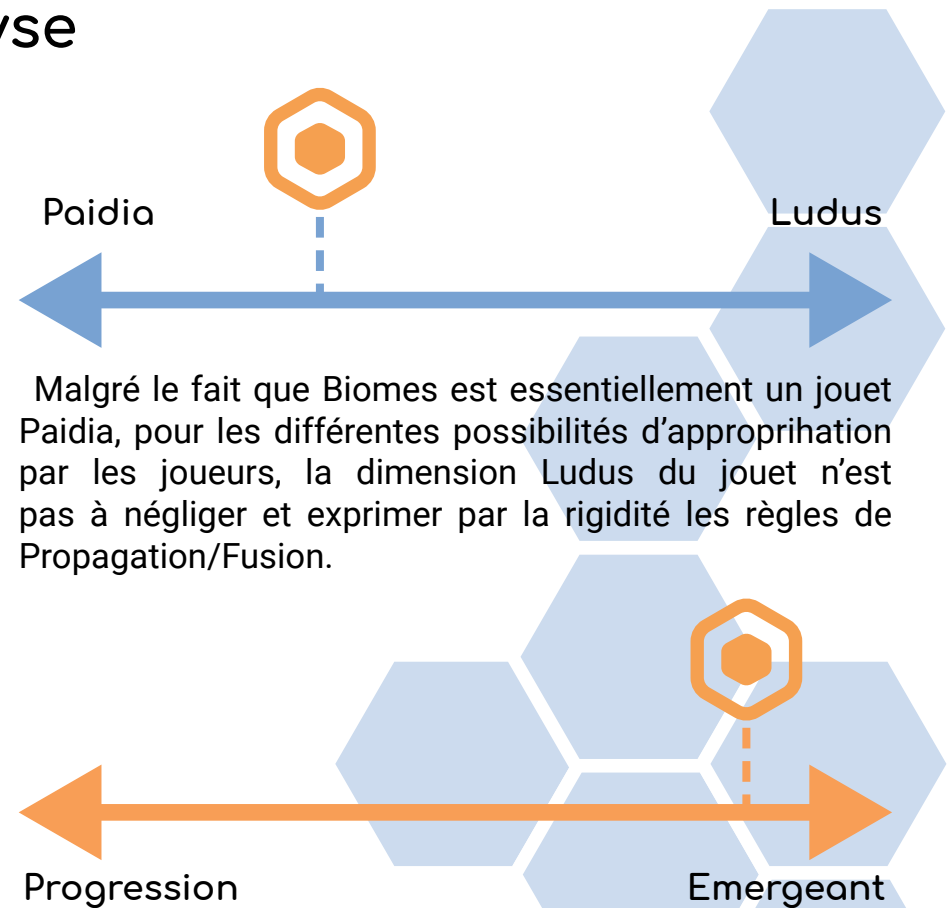 yse
Paidia
Ludus
Malgré le fait que Biomes est essentiellement un jouet
Paidia, pour les différentes possibilités d’approprihation
par les joueurs, la dimension Ludus du jouet n’est
pas à négliger et exprimer par la rigidité les règles de
Propagation/Fusion.
Progression
Emergeant